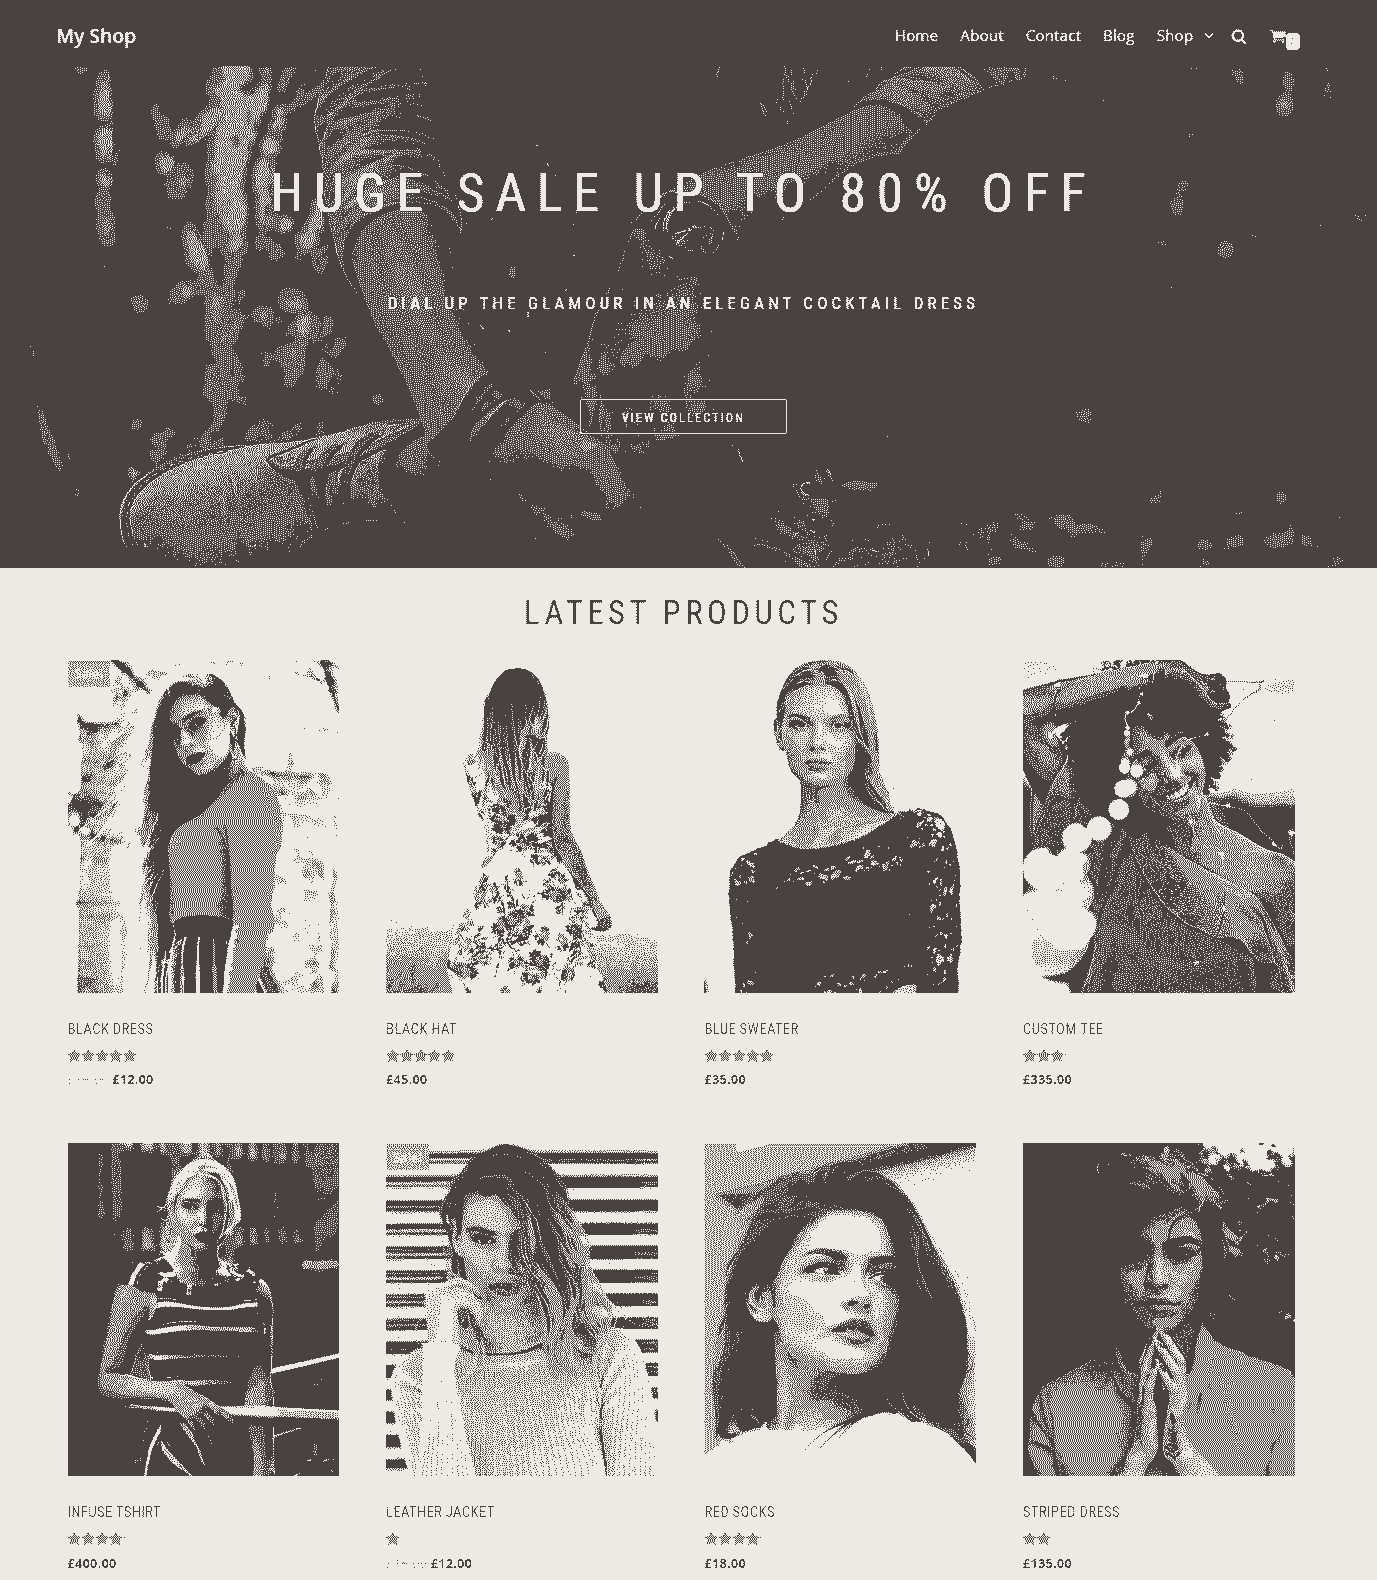 My Shop
Home About Contact Blog Shop
HUGE SALE UP TO 80% OFF
DIAL UP THE GLAMOUR IN AN ELEGANT COCKTAIL DRESS
VIEW COLLECTION
LATEST PRODUCTS
BLACK DRESS
£12.00
BLACK HAT
£45.00
BLUE SWEATER
£35.00
CUSTOM TEE
£335.00
INFUSE TSHIRT
£400.00
LEATHER JACKET
£12.00
RED SOCKS
£18.00
STRIPED DRESS
£135.00